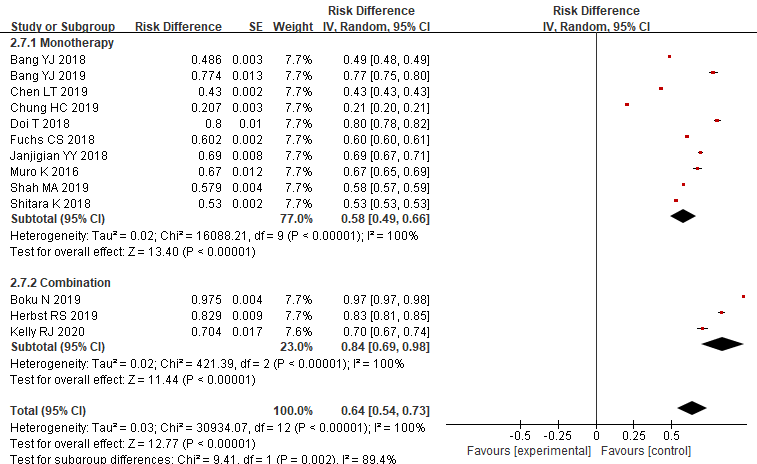 Risk Difference Risk Difference
Study or Subgroup Risk Difference SE Weight IV, Random, 95% CI IV, Random, 95% CI
2.7.1 Monotherapy
Bang YJ 2018 0.486 0.003 7.7% 0.49 [0.48, 0.49]
Bang YJ 2019 0.774 0.013 7.7% 0.77 [0.75, 0.80]
Chen LT 2019 0.43 0.002 7.7% 0.43 [0.43, 0.43]
Chung HC 2019 0.207 0.003 7.7% 0.21 [0.20, 0.21]
Doi T 2018 0.8 0.01 7.7% 0.80 [0.78, 0.82]
Fuchs CS 2018 0.602 0.002 7.7% 0.60 [0.60, 0.61]
Janjigian YY 2018 0.69 0.008 7.7% 0.69 [0.67, 0.71]
Muro K 2016 0.67 0.012 7.7% 0.67 [0.65, 0.69]
Shah MA 2019 0.579 0.004 7.7% 0.58 [0.57, 0.59]
Shitara K 2018 0.53 0.002 7.7% 0.53 [0.53, 0.53]
Subtotal (95% CI) 77.0% 0.58 [0.49, 0.66]
Heterogeneity: Tau² = 0.02; Chi² = 16088.21, df = 9 (P < 0.00001); I² = 100%
Test for overall effect: Z = 13.40 (P < 0.00001)
2.7.2 Combination
Boku N 2019 0.975 0.004 7.7% 0.97 [0.97, 0.98]
Herbst RS 2019 0.829 0.009 7.7% 0.83 [0.81, 0.85]
Kelly RJ 2020 0.704 0.017 7.6% 0.70 [0.67, 0.74]
Subtotal (95% CI) 23.0% 0.84 [0.69, 0.98]
Heterogeneity: Tau² = 0.02; Chi² = 421.39, df = 2 (P < 0.00001); I² = 100%
Test for overall effect: Z = 11.44 (P < 0.00001)
Total (95% CI) 100.0% 0.64 [0.54, 0.73]
Heterogeneity: Tau² = 0.03; Chi² = 30934.07, df = 12 (P < 0.00001); I² = 100%
Test for overall effect: Z = 12.77 (P < 0.00001)
Test for subgroup differences: Chi² = 9.41, df = 1 (P = 0.002), I² = 89.4%
-0.5 -0.25 0 0.25 0.5
Favours [experimental] Favours [control]